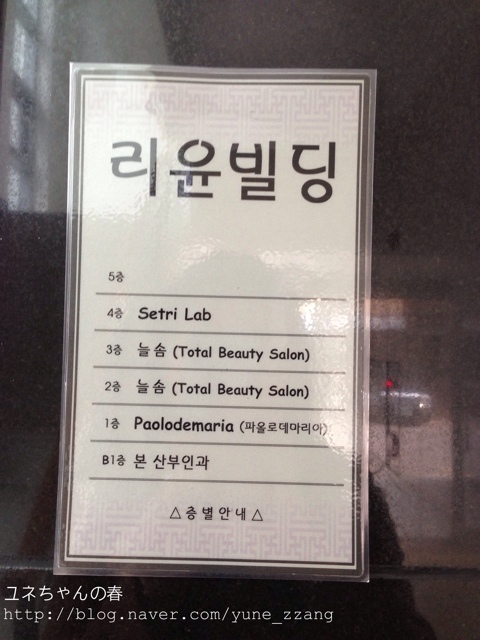 리윤빌딩
5층
4층 Setri Lab
3층 늘솜 (Total Beauty Salon)
2층 늘솜 (Total Beauty Salon)
1층 Paolodemaria (파올로데마리아)
B1층 본 산부인과
△층별안내△
ユネちゃんの春
http://blog.naver.com/yune_zzang